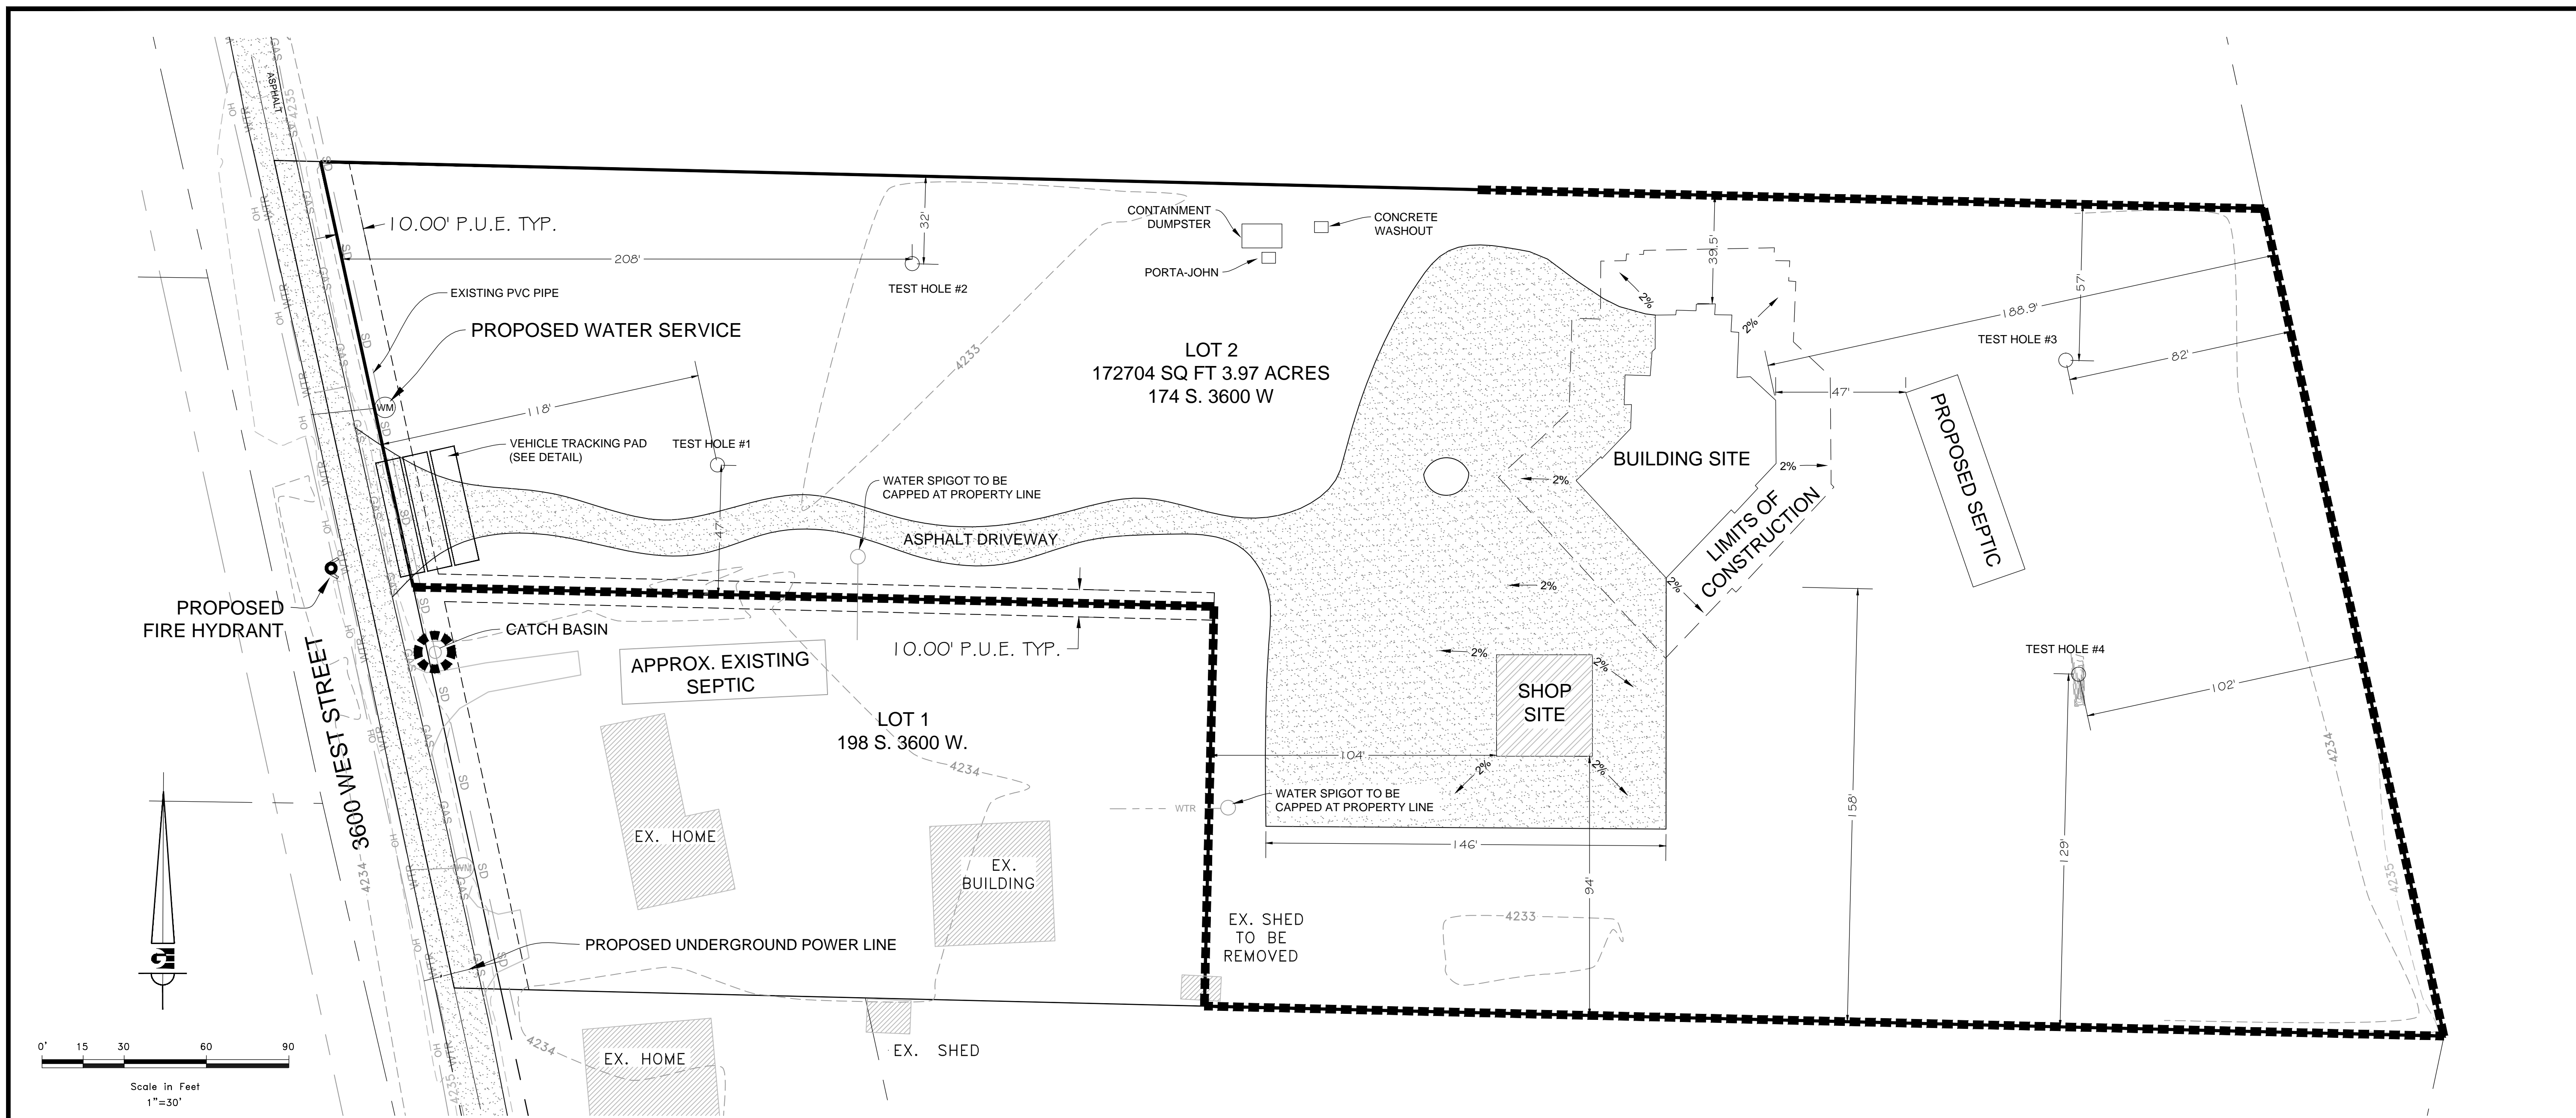 ASPHALT
GAS
GAS
4235
SD
HO
WTR
10.00' P.U.E. TYP.
208'
32'
TEST HOLE #2
EXISTING PVC PIPE
PROPOSED WATER SERVICE
WM
118'
VEHICLE TRACKING PAD
(SEE DETAIL)
TEST HOLE #1
47'
WATER SPIGOT TO BE
CAPPED AT PROPERTY LINE
ASPHALT DRIVEWAY
4233
CONTAINMENT
DUMPSTER
CONCRETE
WASHOUT
PORTA-JOHN
LOT 2
172704 SQ FT 3.97 ACRES
174 S. 3600 W
39.5'
2%
2%
BUILDING SITE
2%
2%
LIMITS OF
CONSTRUCTION
2%
2%
2%
188.9'
47'
PROPOSED SEPTIC
57'
TEST HOLE #3
82'
TEST HOLE #4
102'
129'
158'
4234
4235
PROPOSED
FIRE HYDRANT
CATCH BASIN
3600 WEST STREET
4234
APPROX. EXISTING
SEPTIC
10.00' P.U.E. TYP.
LOT 1
198 S. 3600 W.
4234
EX. HOME
EX.
BUILDING
WTR
WATER SPIGOT TO BE
CAPPED AT PROPERTY LINE
104'
SHOP
SITE
2%
2%
2%
146'
94'
4233
EX. SHED
TO BE
REMOVED
WM
PROPOSED UNDERGROUND POWER LINE
4234
4235
EX. HOME
EX. SHED
0' 15 30 60 90
Scale in Feet
1"=30'